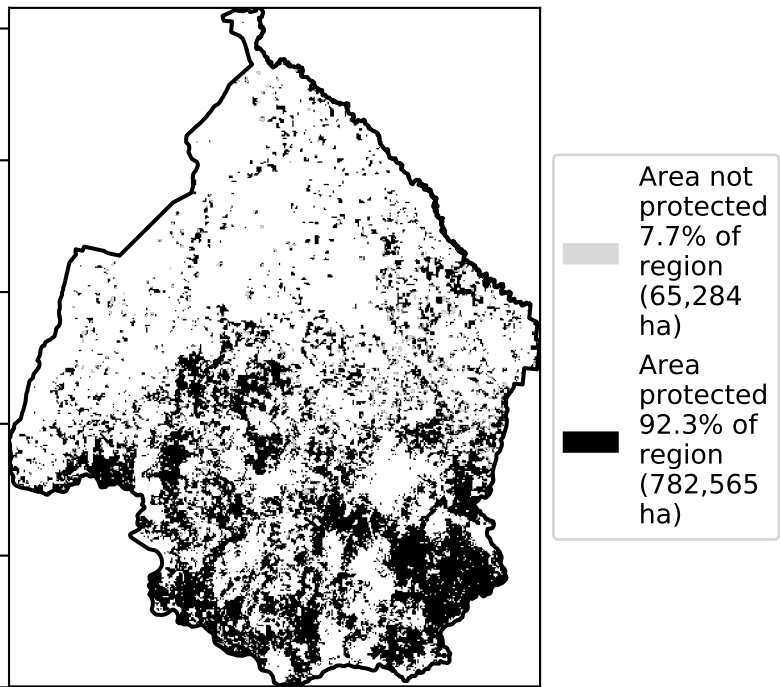 Area not
protected
7.7% of
region
(65,284
ha)
Area
protected
92.3% of
region
(782,565
ha)